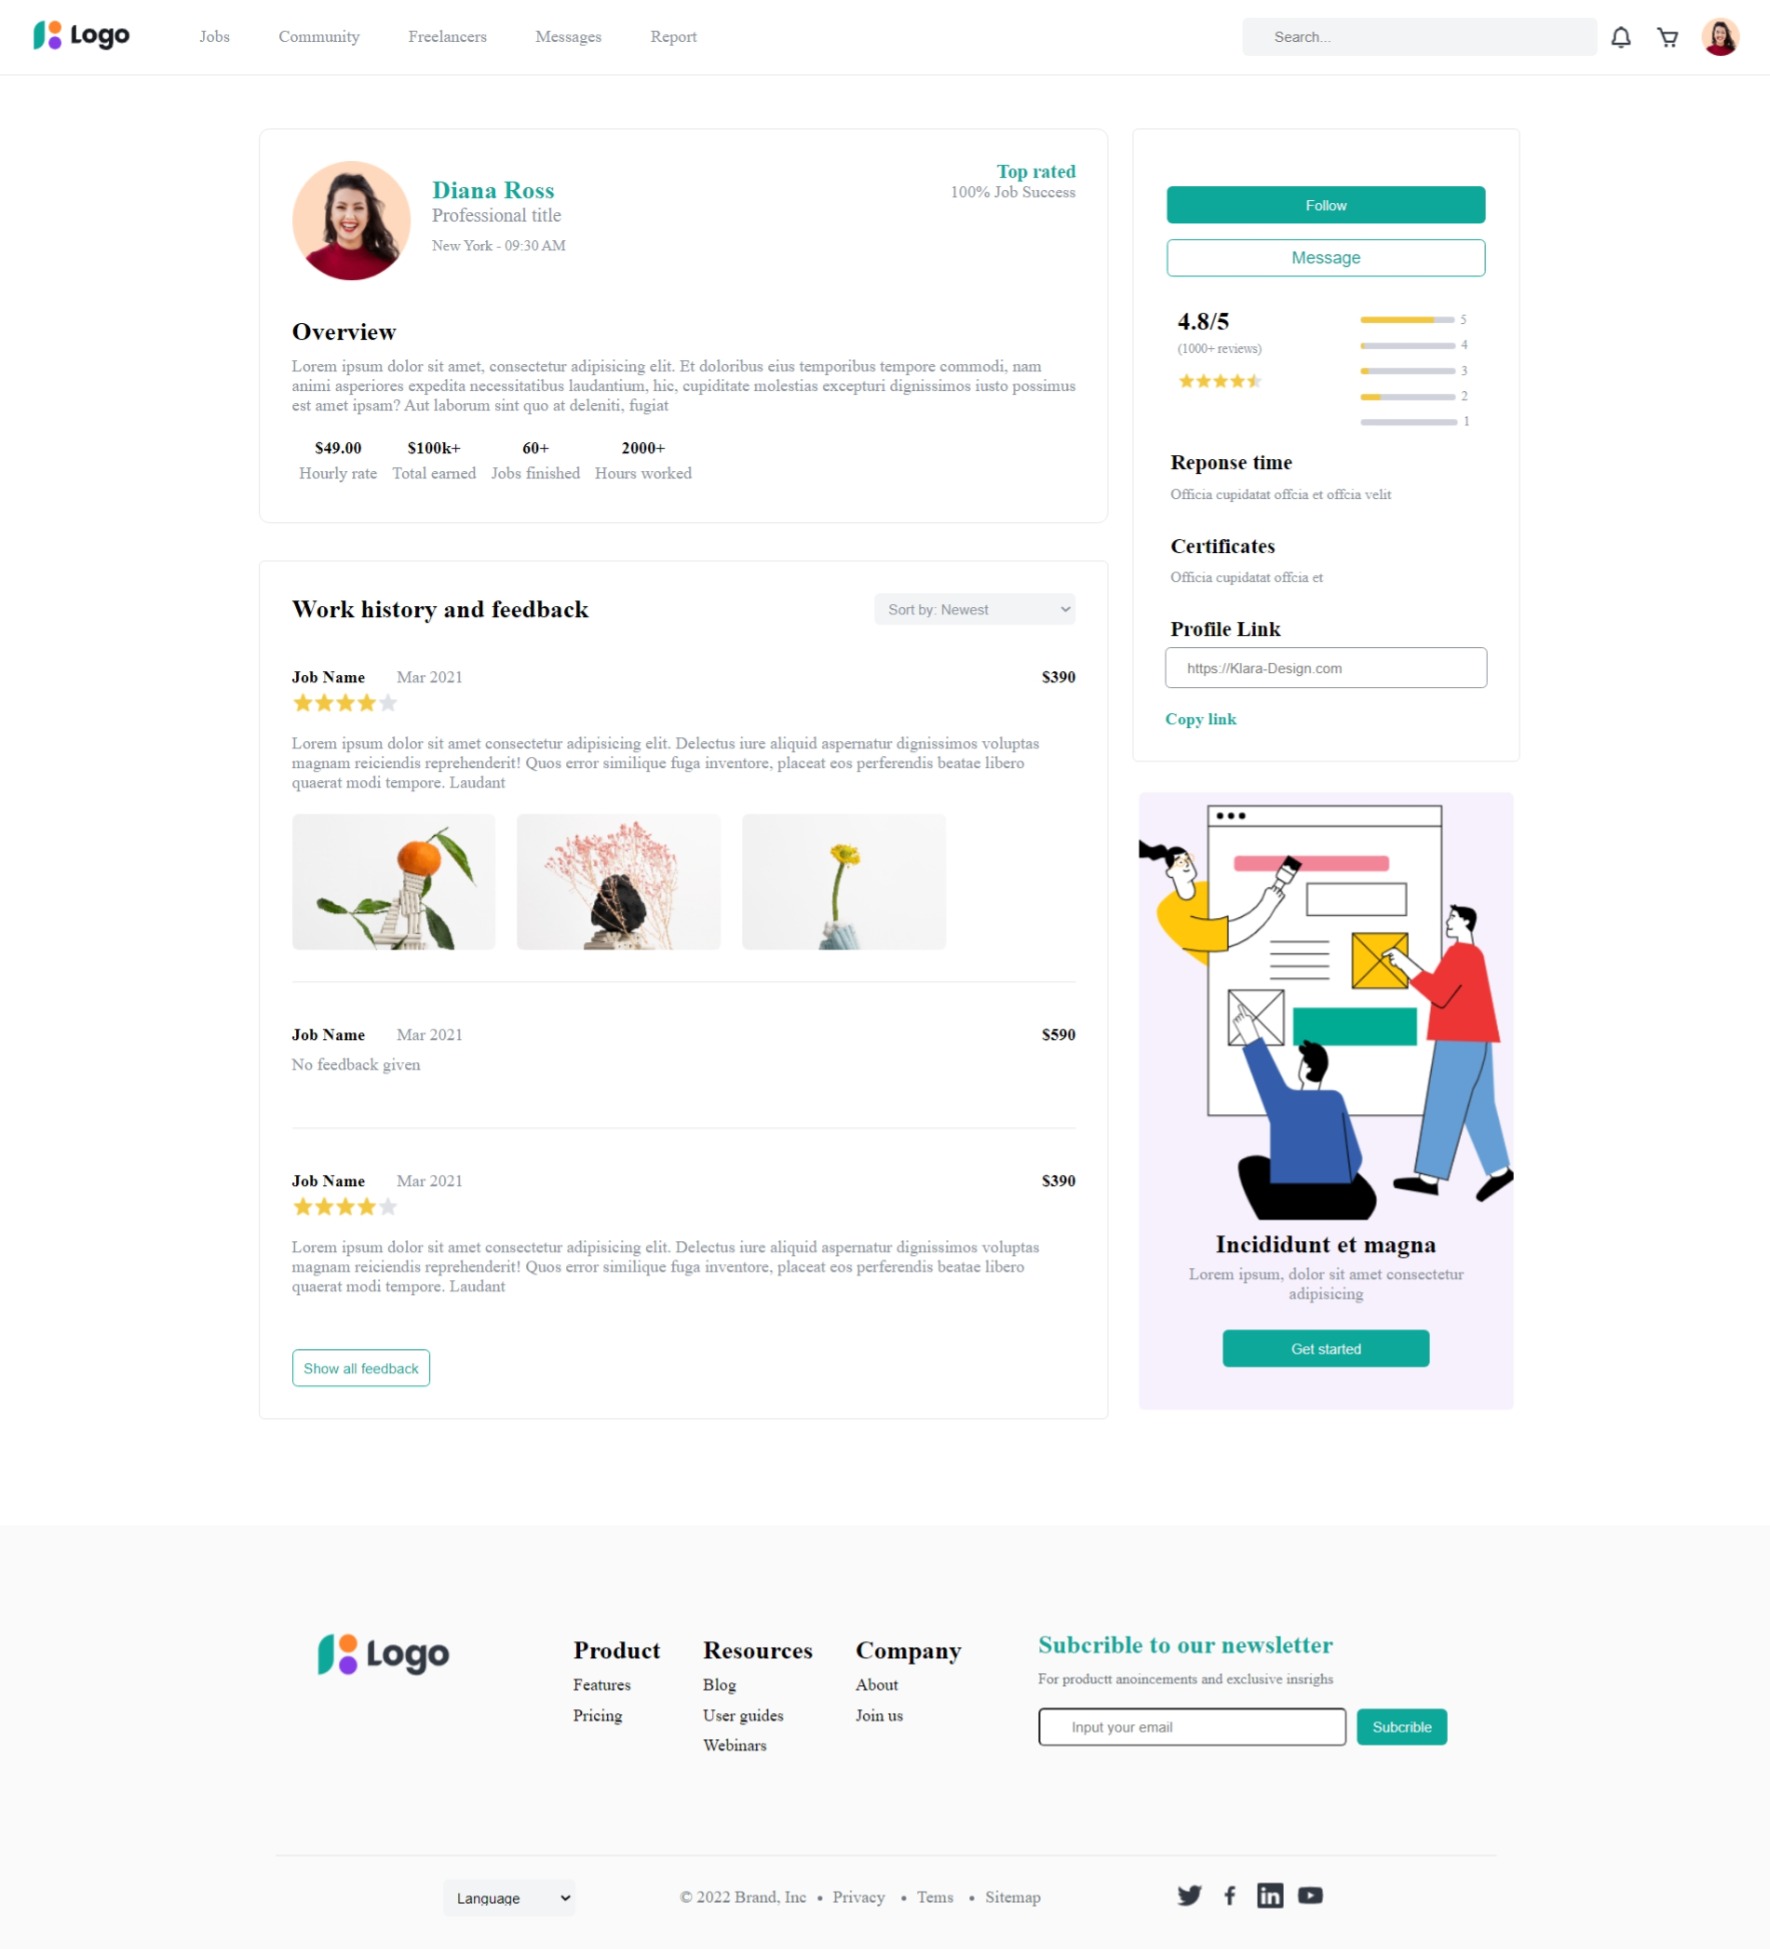 Logo
Jobs
Community
Freelancers
Messages
Report
Search...
Diana Ross
Professional title
New York - 09:30 AM
Top rated
100% Job Success
Overview
Lorem ipsum dolor sit amet, consectetur adipisicing elit. Et doloribus eius temporibus tempore commodi, nam
animi asperiores expedita necessitatibus laudantium, hic, cupiditate molestias excepturi dignissimos iusto possimus
est amet ipsam? Aut laborum sint quo at deleniti, fugiat
$49.00 $100k+ 60+ 2000+
Hourly rate Total earned Jobs finished Hours worked
Work history and feedback
Sort by: Newest
Job Name Mar 2021 $390
Lorem ipsum dolor sit amet consectetur adipisicing elit. Delectus iure aliquid aspernatur dignissimos voluptas
magnam reiciendis reprehenderit! Quos error similique fuga inventore, placeat eos perferendis beatae libero
quaerat modi tempore. Laudant
Job Name Mar 2021 $590
No feedback given
Job Name Mar 2021 $390
Lorem ipsum dolor sit amet consectetur adipisicing elit. Delectus iure aliquid aspernatur dignissimos voluptas
magnam reiciendis reprehenderit! Quos error similique fuga inventore, placeat eos perferendis beatae libero
quaerat modi tempore. Laudant
Show all feedback
Follow
Message
4.8/5
(1000+ reviews)
5
4
3
2
1
Reponse time
Officia cupidatat offcia et offcia velit
Certificates
Officia cupidatat offcia et
Profile Link
https://Klara-Design.com
Copy link
Incididunt et magna
Lorem ipsum, dolor sit amet consectetur
adipisicing
Get started
Logo
Product
Features
Pricing
Resources
Blog
User guides
Webinars
Company
About
Join us
Subcrible to our newsletter
For productt anoincements and exclusive insrighs
Input your email
Subcrible
Language
© 2022 Brand, Inc • Privacy • Tems • Sitemap